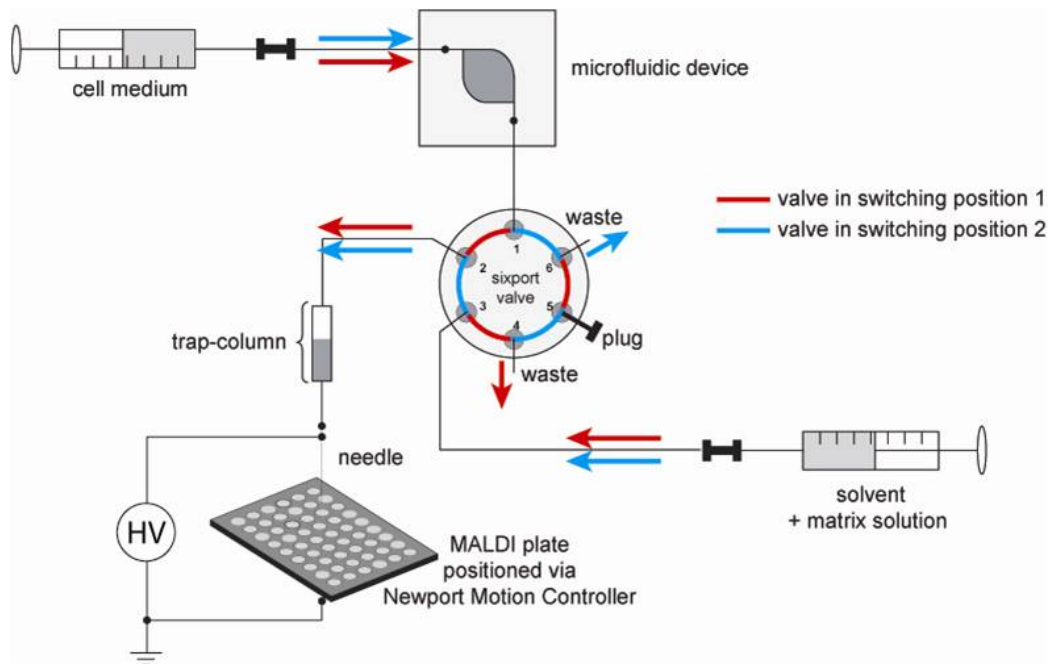 cell medium
microfluidic device
valve in switching position 1
valve in switching position 2
waste
1
2
6
sixport
valve
3
5
4
plug
trap-column
waste
needle
HV
solvent
+ matrix solution
MALDI plate
positioned via
Newport Motion Controller